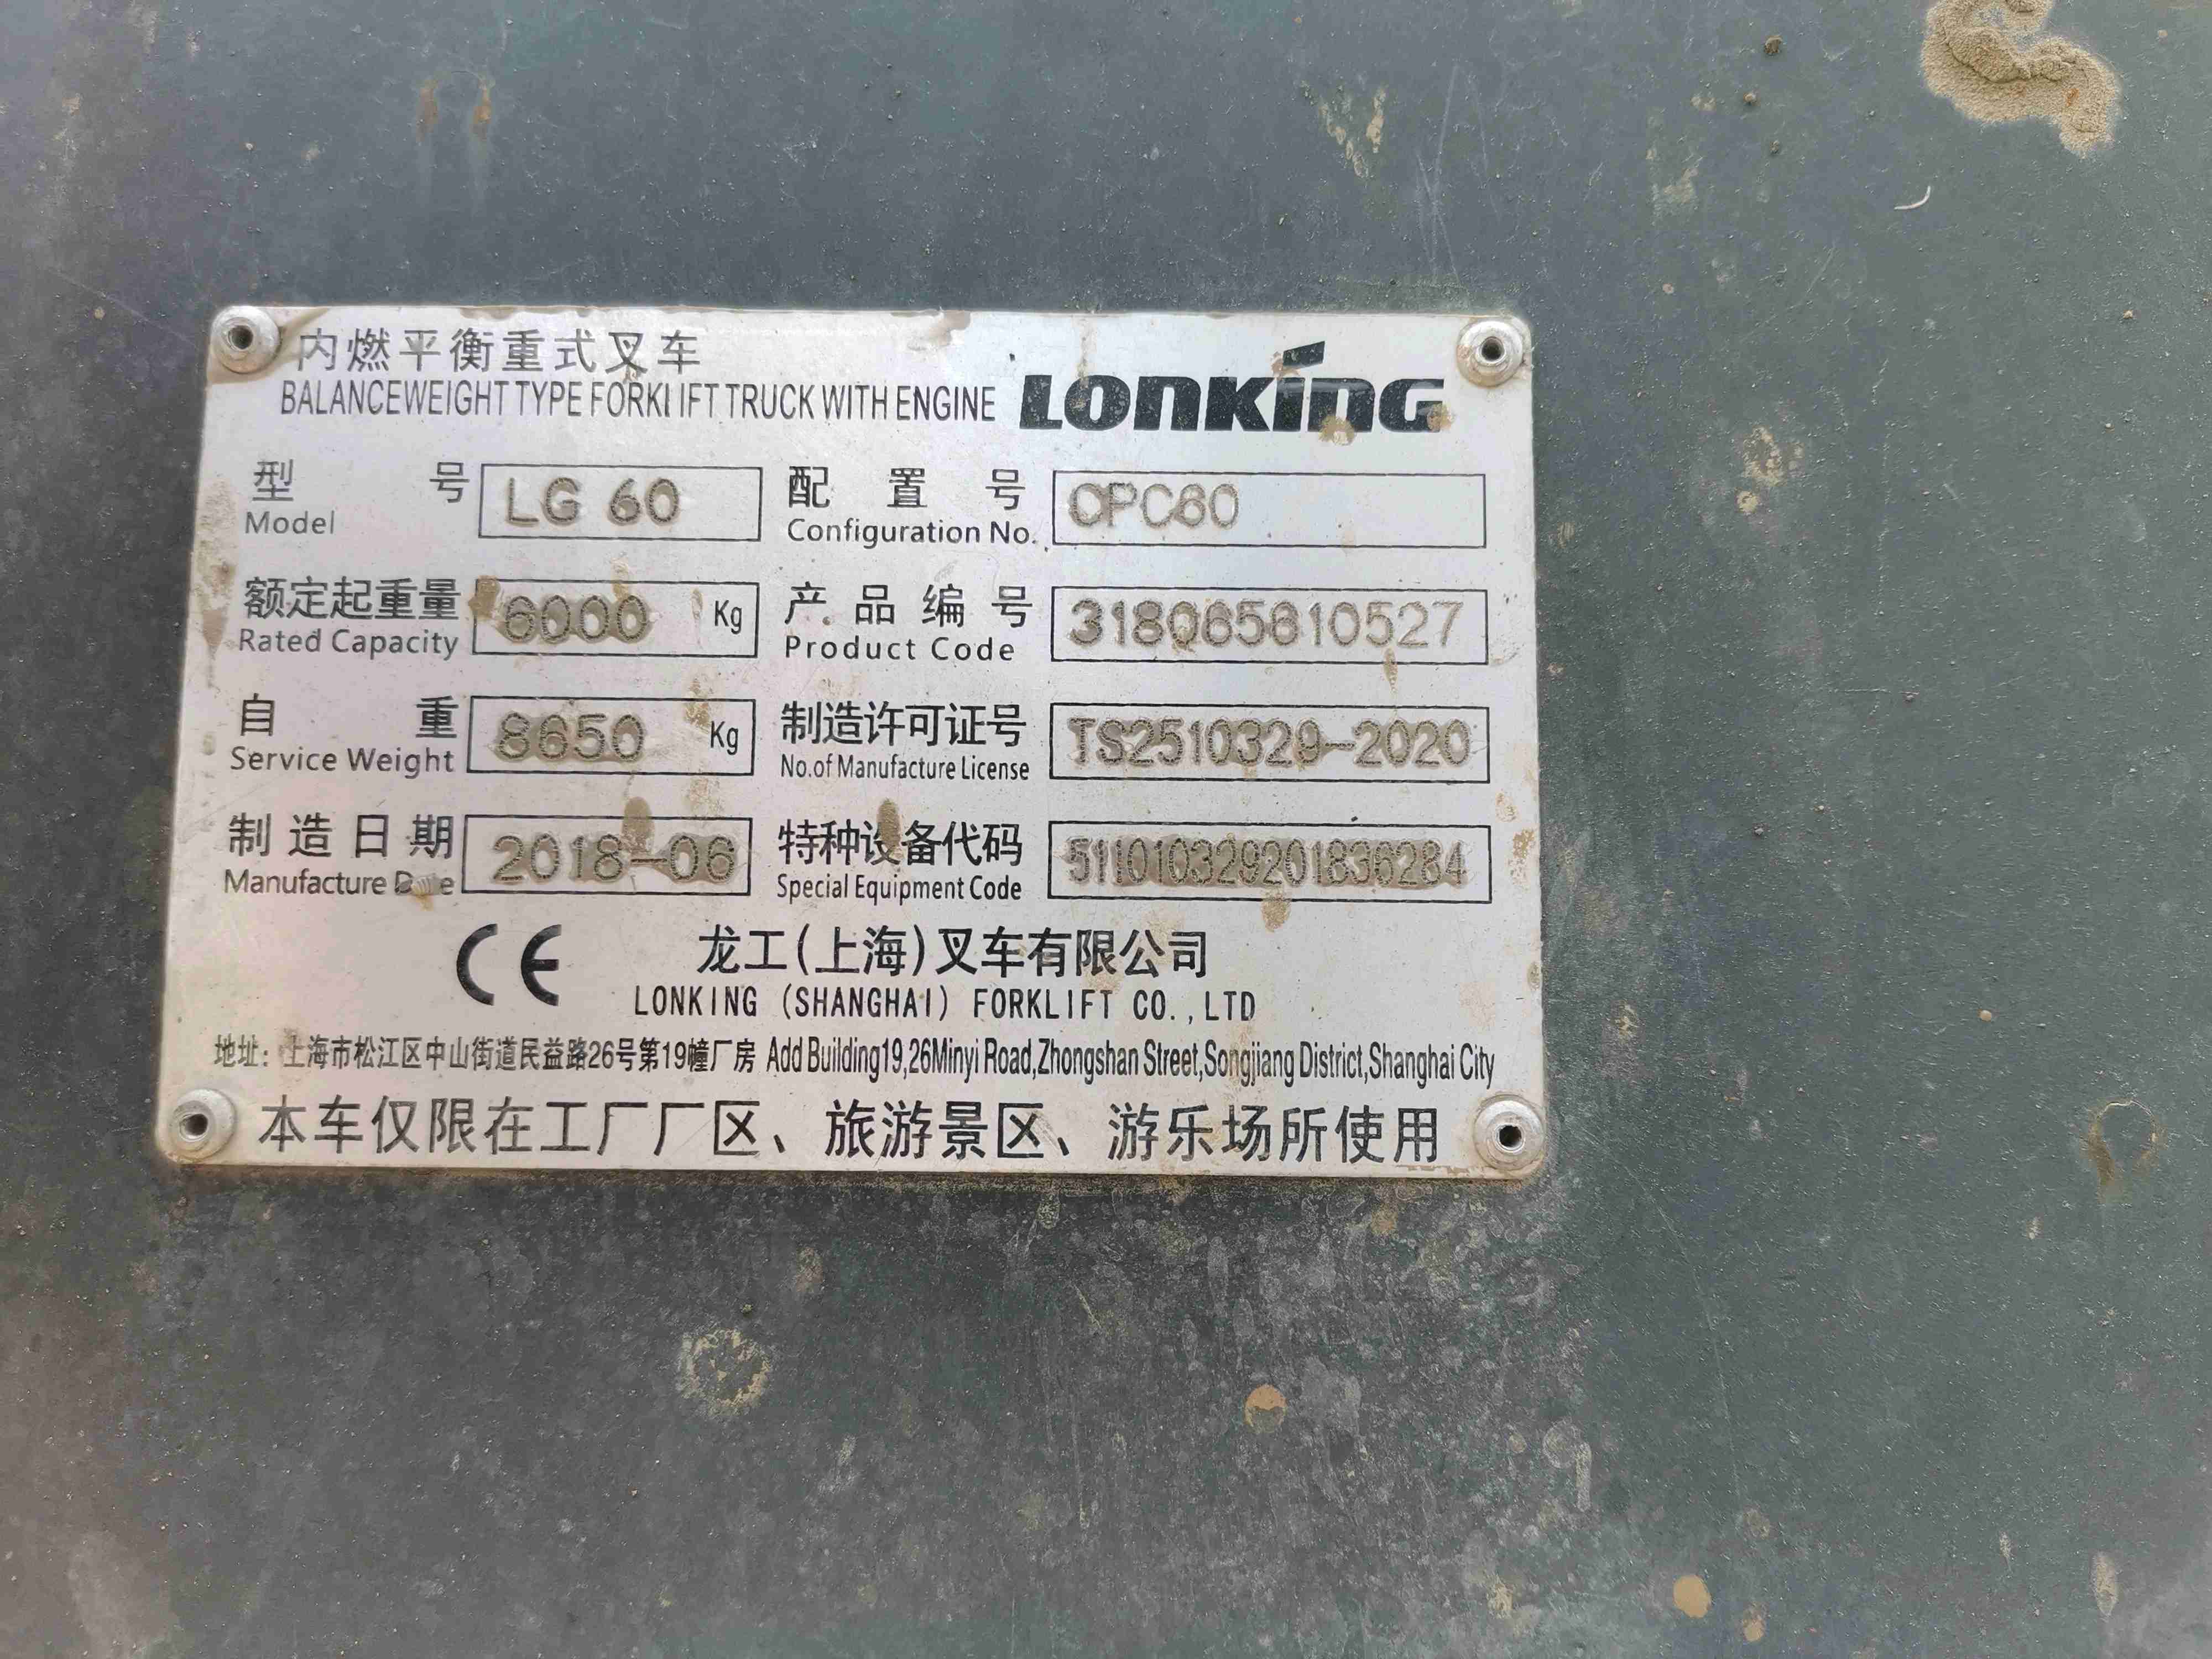 内燃平衡重式叉车
BALANCEWEIGHT TYPE FORKLIFT TRUCK WITH ENGINE LONKING
型号 LG 60 配置号 CPC60
Model Configuration No.
额定起重量 6000 Kg 产品编号 318065610527
Rated Capacity Product Code
自重 8650 Kg 制造许可证号 TS2510329-2020
Service Weight No.of Manufacture License
制造日期 2018-06 特种设备代码 511010329201836284
Manufacture Date Special Equipment Code
CE 龙工(上海)叉车有限公司
LONKING (SHANGHAI) FORKLIFT CO.,LTD
地址：上海市松江区中山街道民益路26号第19幢厂房 Add Building19,26Minyi Road,Zhongshan Street,Songjiang District,Shanghai City
本车仅限在工厂厂区、旅游景区、游乐场所使用